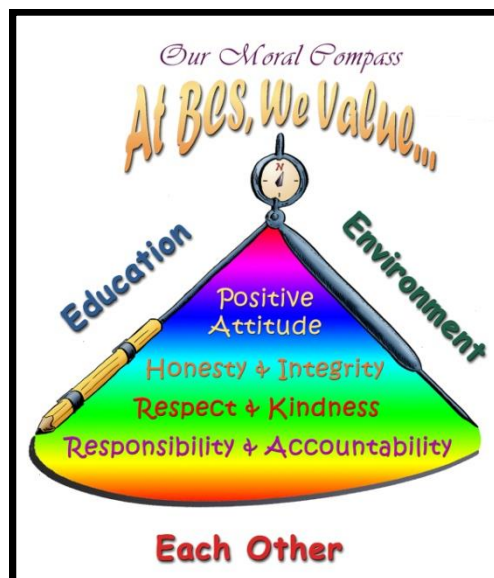 Our Moral Compass
At BCS, We Value...
N
Education
Environment
Positive
Attitude
Honesty & Integrity
Respect & Kindness
Responsibility & Accountability
Each Other